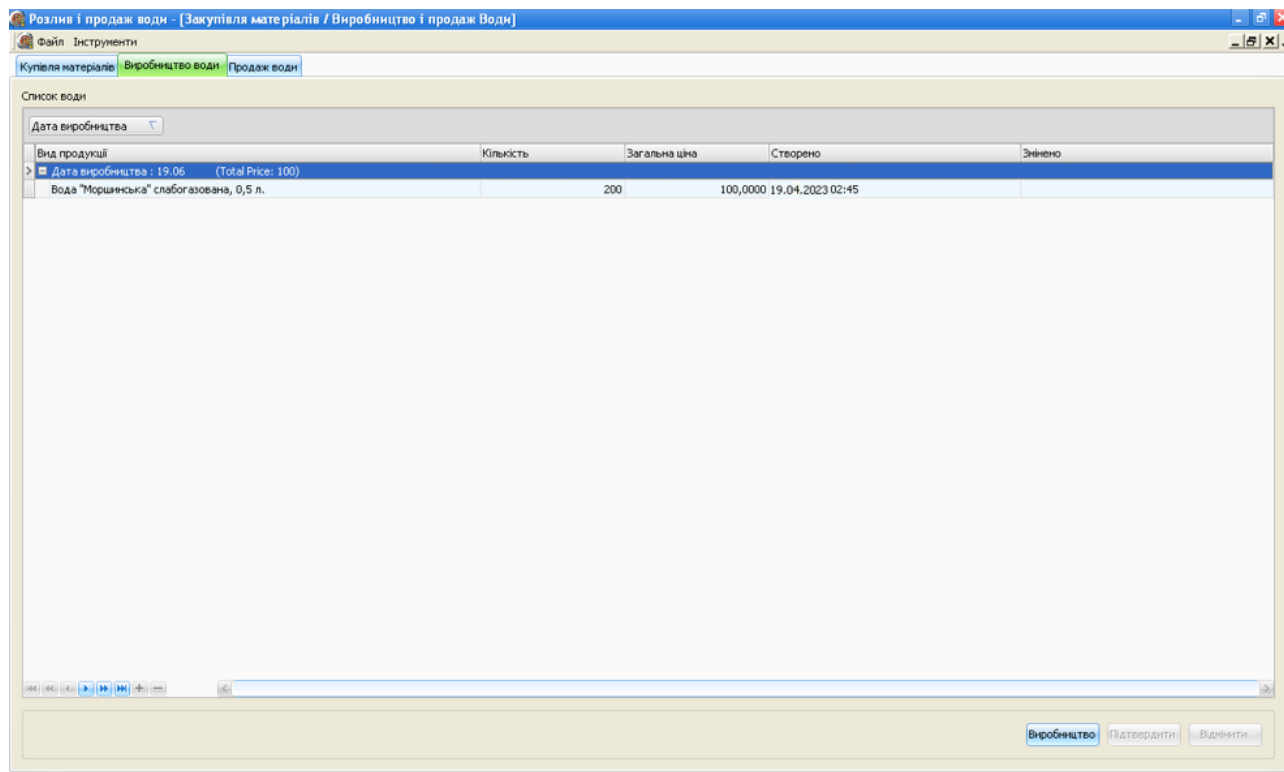 Розлив і продаж води - [Закупівля матеріалів / Виробництво і продаж Води]
Файл Інструменти
Купівля матеріалів Виробництво води Продаж води
Список води
Дата виробництва
Вид продукції Кількість Загальна ціна Створено Змінено
Дата виробництва : 19.06 (Total Price: 100)
Вода "Моршинська" слабогазована, 0,5 л. 200 100,0000 19.04.2023 02:45
Виробництво Підтвердити Відмінити